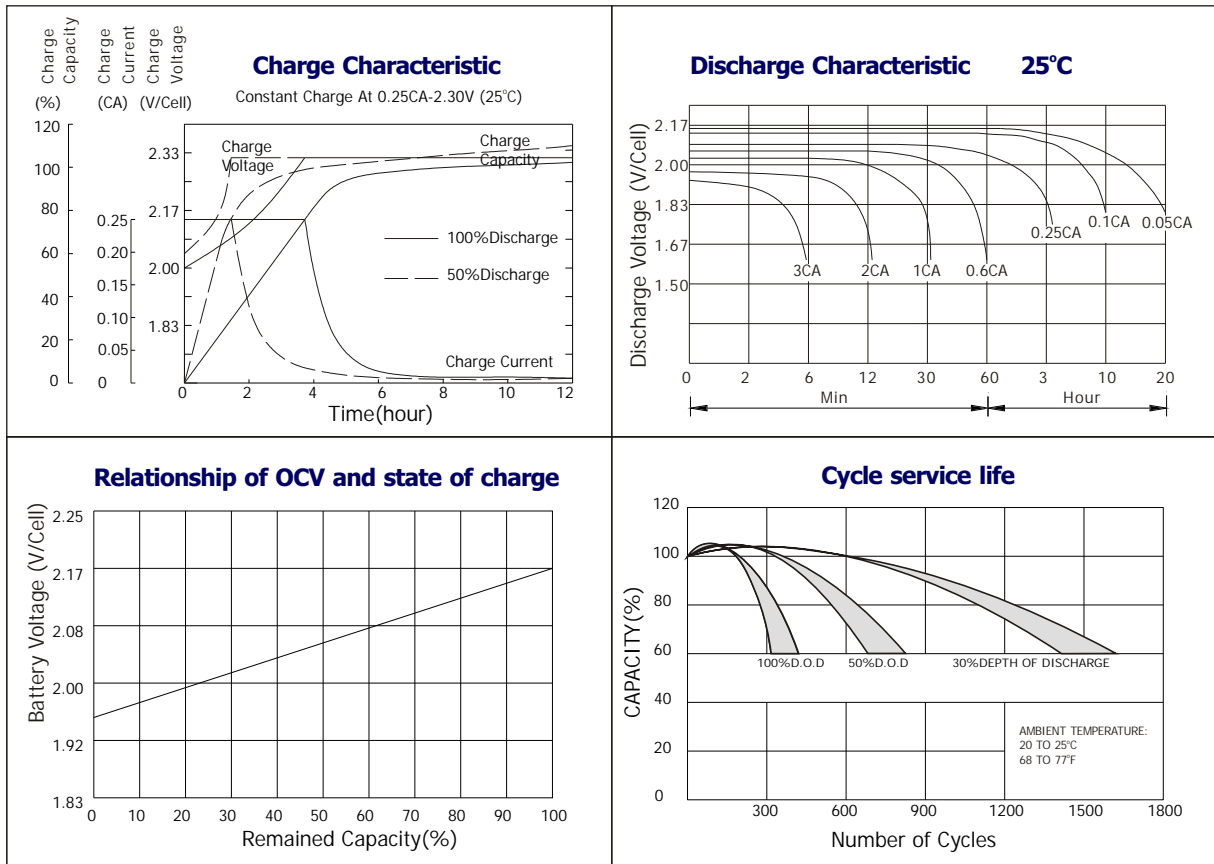 Charge Capacity
Charge Current
Charge Voltage
(%)
(CA)
(V/Cell)
Charge Characteristic
Constant Charge At 0.25CA-2.30V (25°C)
120
100
80
60
40
20
0
0.25
0.20
0.15
0.10
0.05
0
2.33
2.17
2.00
1.83
Charge
Voltage
Charge
Capacity
100%Discharge
50%Discharge
Charge Current
0 2 4 6 8 10 12
Time(hour)
Discharge Characteristic 25°C
Discharge Voltage (V/Cell)
2.17
2.00
1.83
1.67
1.50
3CA
2CA
1CA
0.6CA
0.25CA
0.1CA
0.05CA
0 2 6 12 30 60 3 10 20
Min
Hour
Relationship of OCV and state of charge
Battery Voltage (V/Cell)
2.25
2.17
2.08
2.00
1.92
1.83
0 10 20 30 40 50 60 70 80 90 100
Remained Capacity(%)
Cycle service life
CAPACITY(%)
120
100
80
60
40
20
0
100%D.O.D
50%D.O.D
30%DEPTH OF DISCHARGE
AMBIENT TEMPERATURE:
20 TO 25°C
68 TO 77°F
300 600 900 1200 1500 1800
Number of Cycles